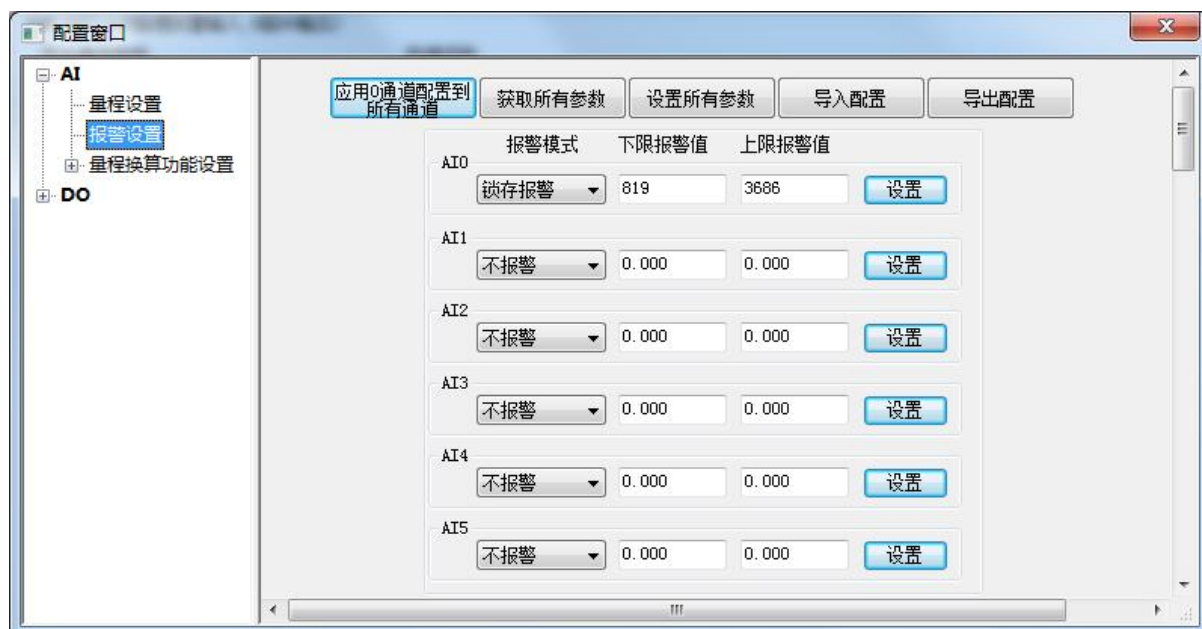 配置窗口
AI
量程设置
报警设置
量程换算功能设置
DO
应用0通道配置到
所有通道
获取所有参数
设置所有参数
导入配置
导出配置
报警模式 下限报警值 上限报警值
AI0
锁存报警 819 3686 设置
AI1
不报警 0.000 0.000 设置
AI2
不报警 0.000 0.000 设置
AI3
不报警 0.000 0.000 设置
AI4
不报警 0.000 0.000 设置
AI5
不报警 0.000 0.000 设置